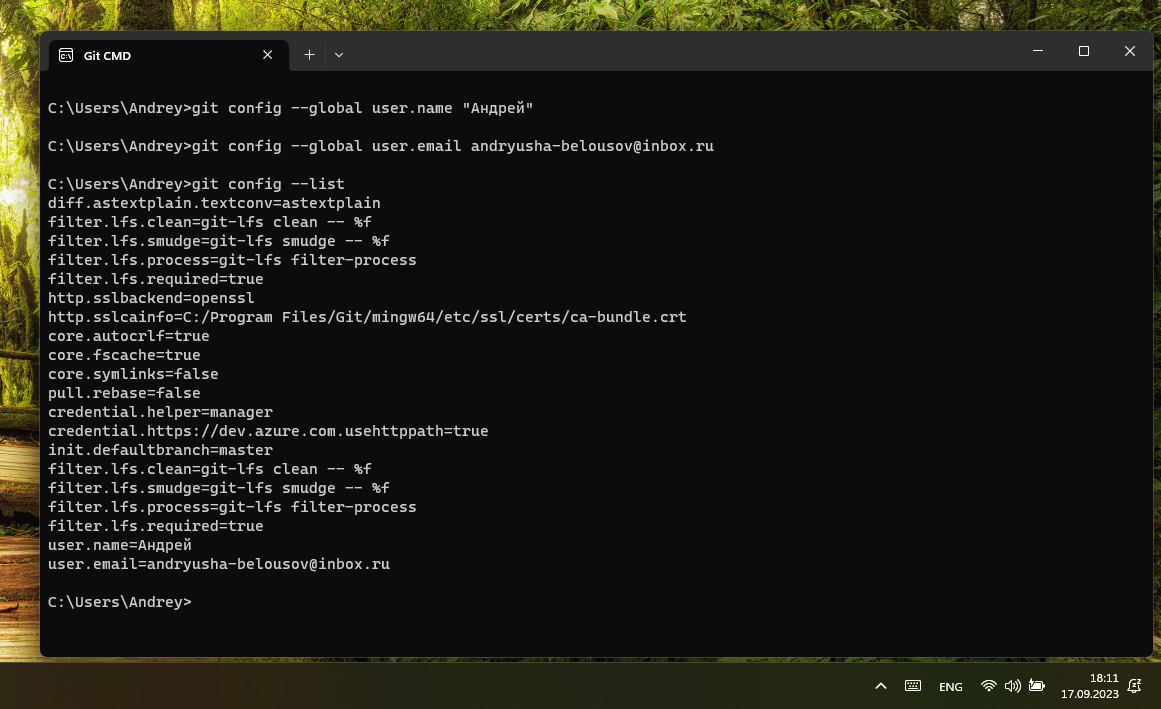 Git CMD
C:\Users\Andrey>git config --global user.name "Андрей"
C:\Users\Andrey>git config --global user.email andryusha-belousov@inbox.ru
C:\Users\Andrey>git config --list
diff.astextplain.textconv=astextplain
filter.lfs.clean=git-lfs clean -- %f
filter.lfs.smudge=git-lfs smudge -- %f
filter.lfs.process=git-lfs filter-process
filter.lfs.required=true
http.sslbackend=openssl
http.sslcainfo=C:/Program Files/Git/mingw64/etc/ssl/certs/ca-bundle.crt
core.autocrlf=true
core.fscache=true
core.symlinks=false
pull.rebase=false
credential.helper=manager
credential.https://dev.azure.com.usehttppath=true
init.defaultbranch=master
filter.lfs.clean=git-lfs clean -- %f
filter.lfs.smudge=git-lfs smudge -- %f
filter.lfs.process=git-lfs filter-process
filter.lfs.required=true
user.name=Андрей
user.email=andryusha-belousov@inbox.ru
C:\Users\Andrey>
ENG
18:11
17.09.2023